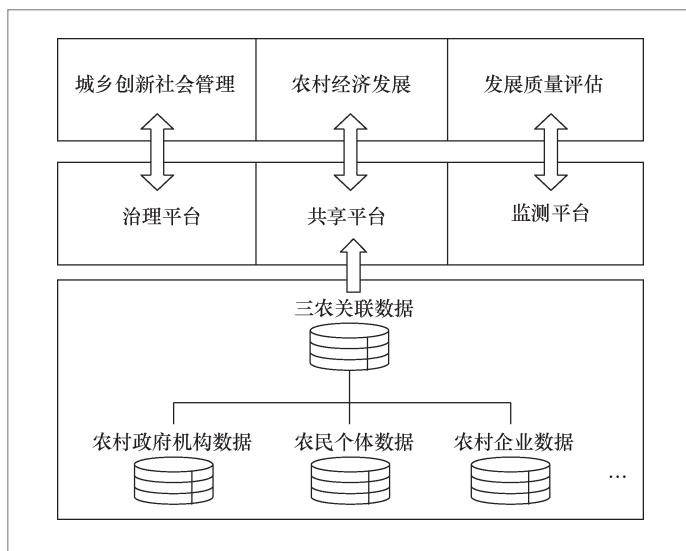 城乡创新社会管理
农村经济发展
发展质量评估
治理平台
共享平台
监测平台
三农关联数据
农村政府机构数据
农民个体数据
农村企业数据
…